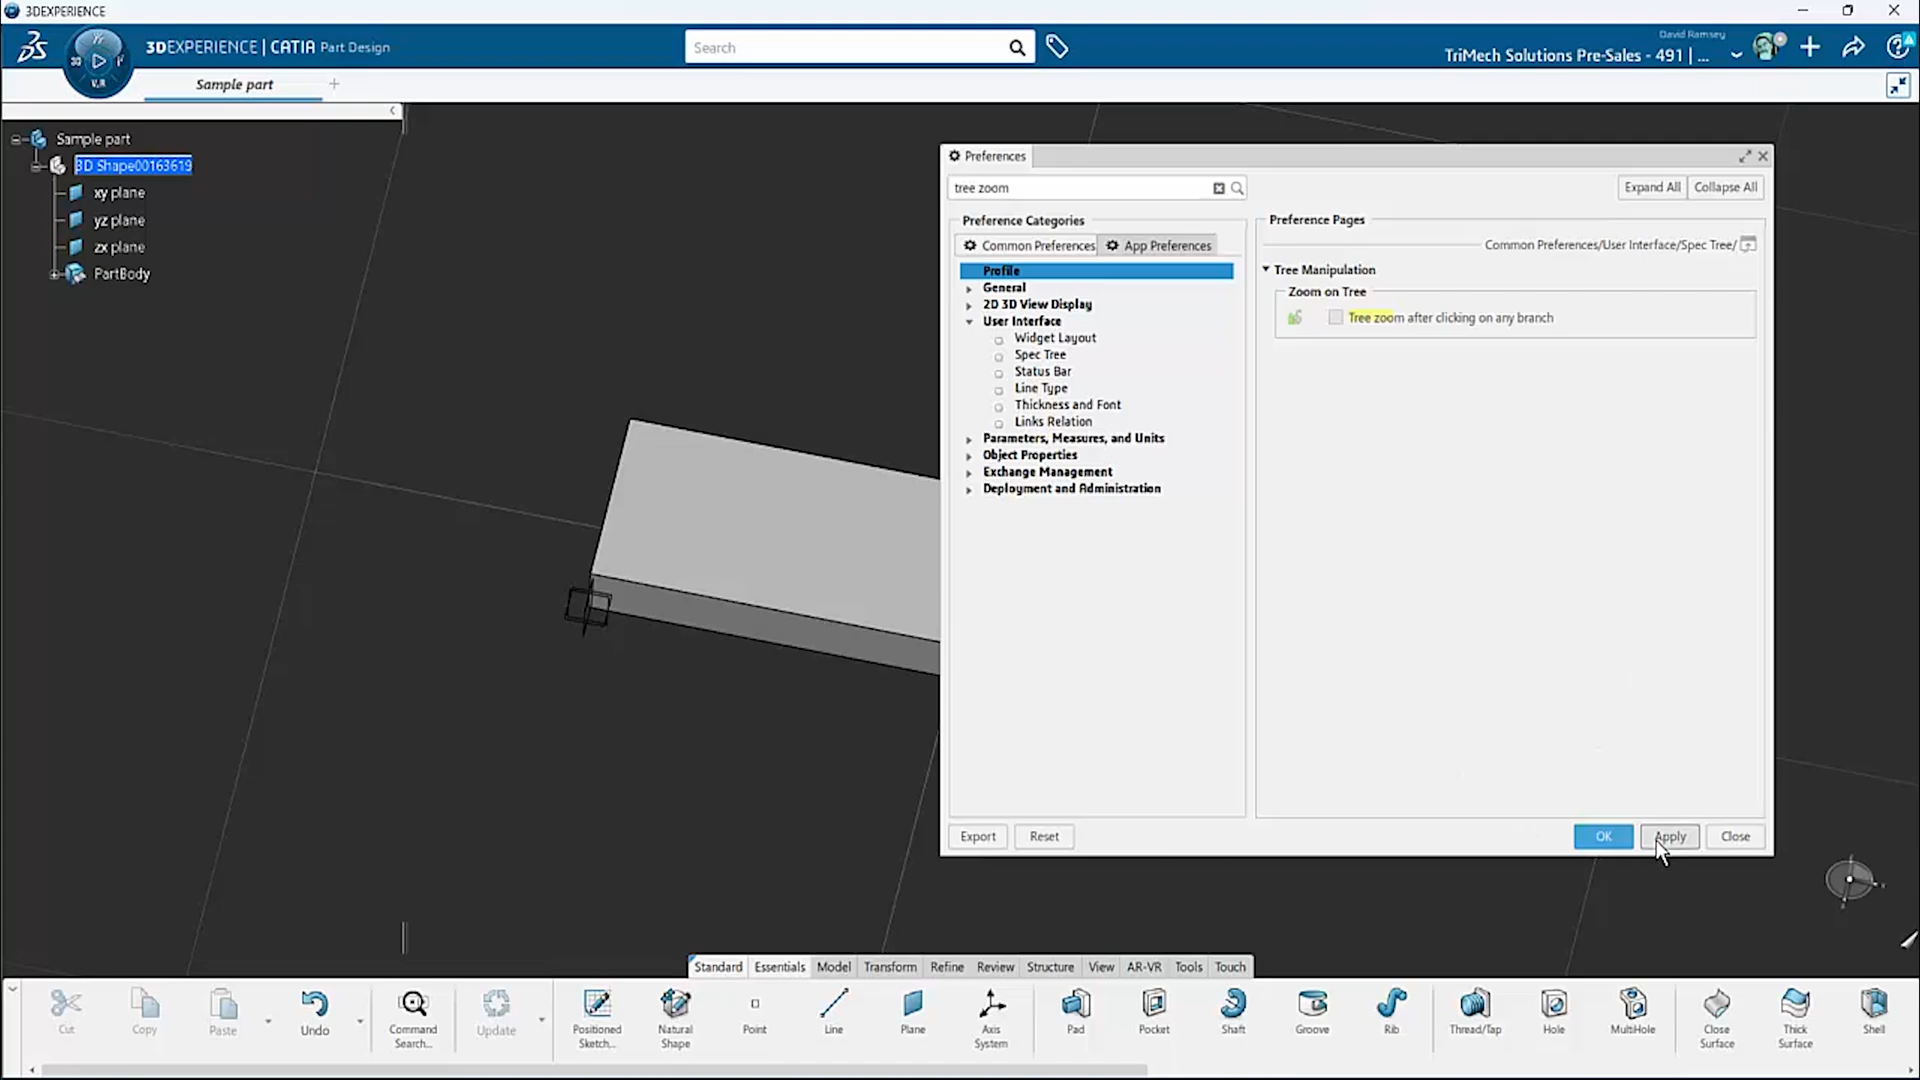 3DEXPERIENCE
3DEXPERIENCE | CATIA Part Design
Search
David Ramsey
TriMech Solutions Pre-Sales - 491 | ...
3D
V.R
Sample part
Sample part
3D Shape00163619
xy plane
yz plane
zx plane
PartBody
Preferences
tree zoom
Expand All
Collapse All
Preference Categories
Preference Pages
Common Preferences
App Preferences
Common Preferences/User Interface/Spec Tree/
Profile
General
2D 3D View Display
User Interface
Widget Layout
Spec Tree
Status Bar
Line Type
Thickness and Font
Links Relation
Parameters, Measures, and Units
Object Properties
Exchange Management
Deployment and Administration
Tree Manipulation
Zoom on Tree
Tree zoom after clicking on any branch
Export
Reset
OK
Apply
Close
Standard
Essentials
Model
Transform
Refine
Review
Structure
View
AR-VR
Tools
Touch
Cut
Copy
Paste
Undo
Command
Search...
Update
Positioned
Sketch...
Natural
Shape
Point
Line
Plane
Axis
System
Pad
Pocket
Shaft
Groove
Rib
Thread/Tap
Hole
MultiHole
Close
Surface
Thick
Surface
Shell